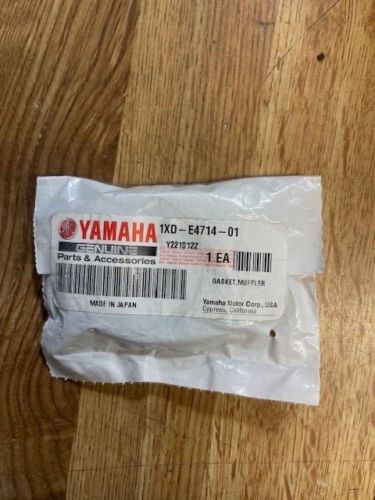 YAMAHA
GENUINE
Parts & Accessories
1XD-E4714-01
Y221012Z
1 EA
GASKET,MUFFLER
MADE IN JAPAN
Yamaha Motor Corp., USA
Cypress, California